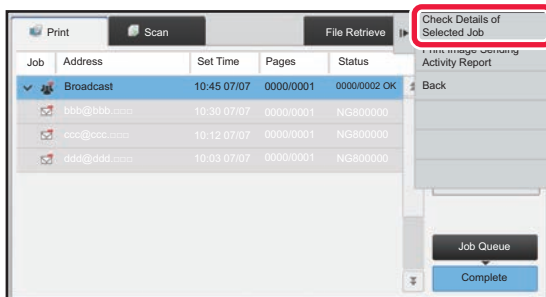 Print
Scan
File Retrieve
Check Details of
Selected Job
Print Image Sending
Activity Report
Back
Job Address Set Time Pages Status
Broadcast 10:45 07/07 0000/0001 0000/0002 OK
bbb@bbb.□□□ 10:30 07/07 0000/0001 NG800000
ccc@ccc.□□□ 10:12 07/07 0000/0001 NG800000
ddd@ddd.□□□ 10:03 07/07 0000/0001 NG800000
Job Queue
Complete